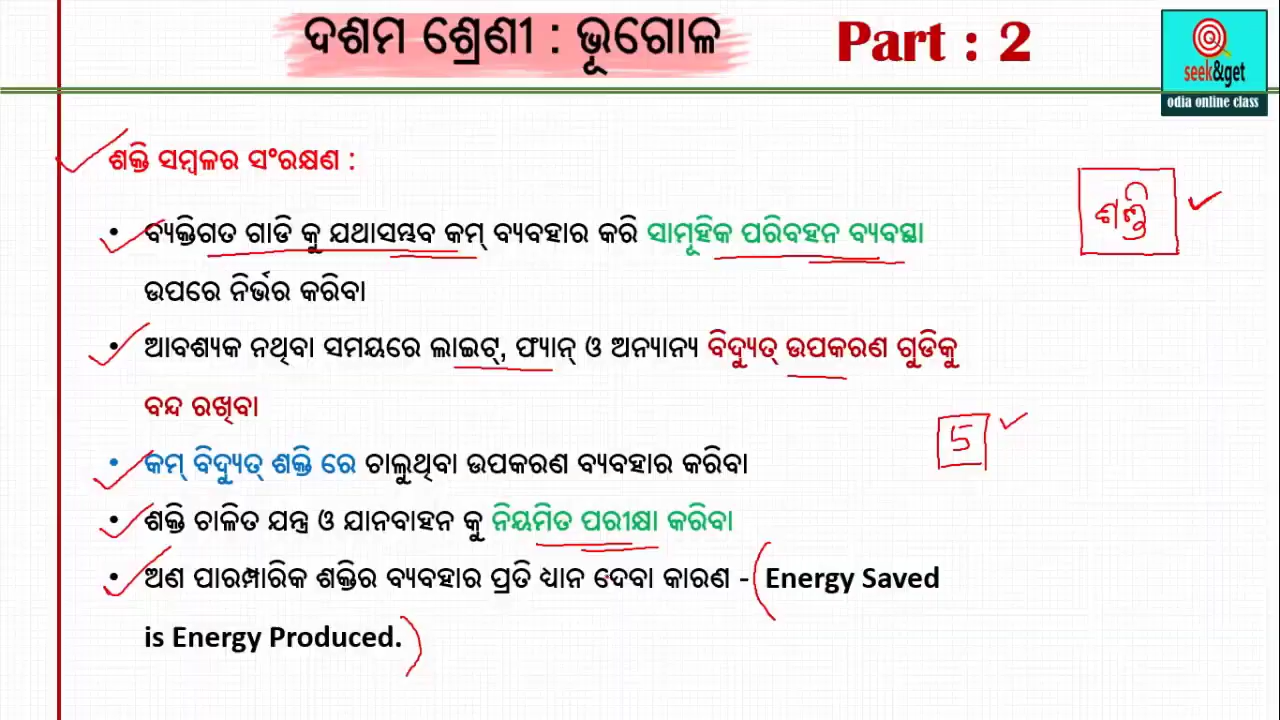 ଦଶମ ଶ୍ରେଣୀ : ଭୂଗୋଳ
Part : 2
seek&get
odia online class
ଶକ୍ତି ସମ୍ବଳର ସଂରକ୍ଷଣ :
• ବ୍ୟକ୍ତିଗତ ଗାଡି କୁ ଯଥାସମ୍ଭବ କମ୍ ବ୍ୟବହାର କରି ସାମୂହିକ ପରିବହନ ବ୍ୟବସ୍ଥା
ଉପରେ ନିର୍ଭର କରିବା
• ଆବଶ୍ୟକ ନଥିବା ସମୟରେ ଲାଇଟ୍, ଫ୍ୟାନ୍ ଓ ଅନ୍ୟାନ୍ୟ ବିଦ୍ୟୁତ୍ ଉପକରଣ ଗୁଡିକୁ
ବନ୍ଦ ରଖିବା
• କମ୍ ବିଦ୍ୟୁତ୍ ଶକ୍ତି ରେ ଚାଲୁଥିବା ଉପକରଣ ବ୍ୟବହାର କରିବା
• ଶକ୍ତି ଚାଳିତ ଯନ୍ତ୍ର ଓ ଯାନବାହନ କୁ ନିୟମିତ ପରୀକ୍ଷା କରିବା
• ଅଣ ପାରମ୍ପାରିକ ଶକ୍ତିର ବ୍ୟବହାର ପ୍ରତି ଧ୍ୟାନ ଦେବା କାରଣ - (Energy Saved
is Energy Produced.)
ଶକ୍ତି
5